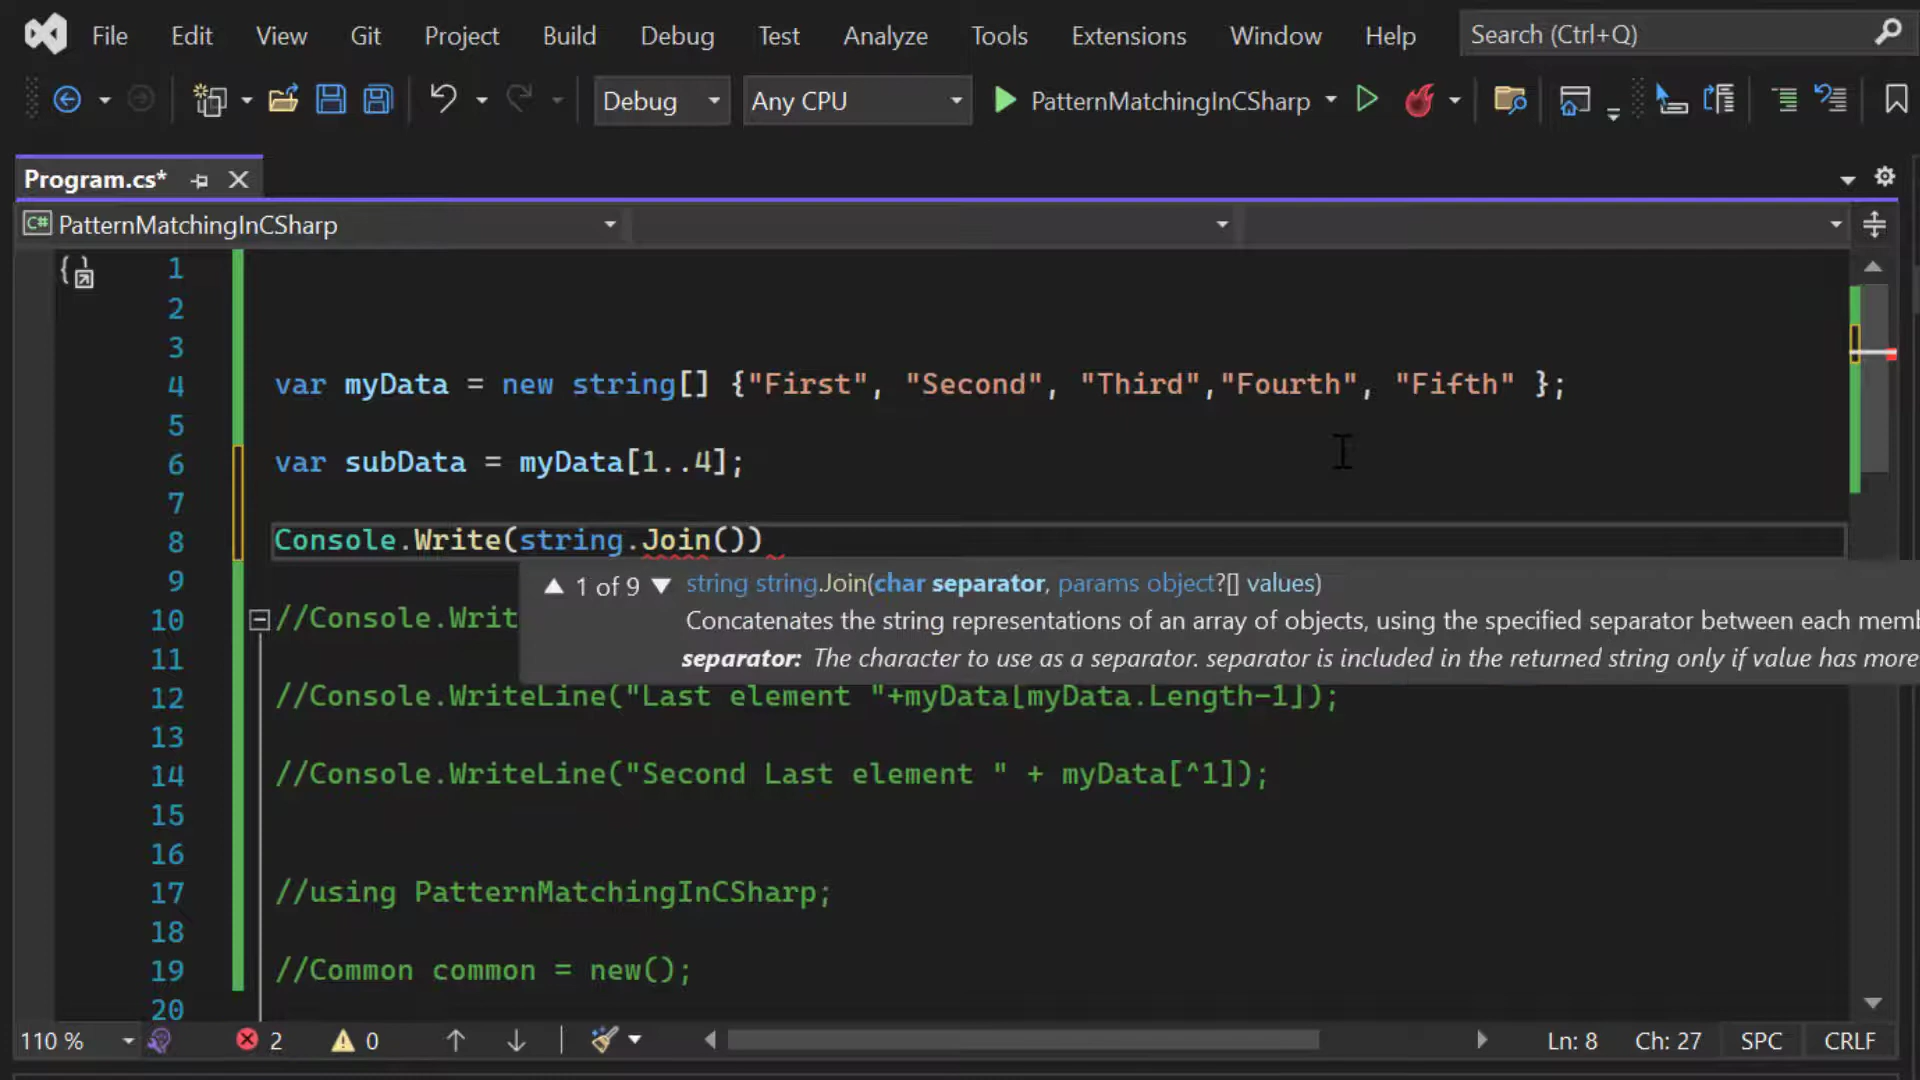 File Edit View Git Project Build Debug Test Analyze Tools Extensions Window Help Search (Ctrl+Q)
Debug Any CPU PatternMatchingInCSharp
Program.cs*
C# PatternMatchingInCSharp
1
2
3
4 var myData = new string[] {"First", "Second", "Third","Fourth", "Fifth" };
5
6 var subData = myData[1..4];
7
8 Console.Write(string.Join())
9 1 of 9 string string.Join(char separator, params object?[] values)
10 //Console.Writ Concatenates the string representations of an array of objects, using the specified separator between each
11 separator: The character to use as a separator. separator is included in the returned string only if value has more
12 //Console.WriteLine("Last element "+myData[myData.Length-1]);
13
14 //Console.WriteLine("Second Last element " + myData[^1]);
15
16
17 //using PatternMatchingInCSharp;
18
19 //Common common = new();
20
110 % 2 0 Ln: 8 Ch: 27 SPC CRLF